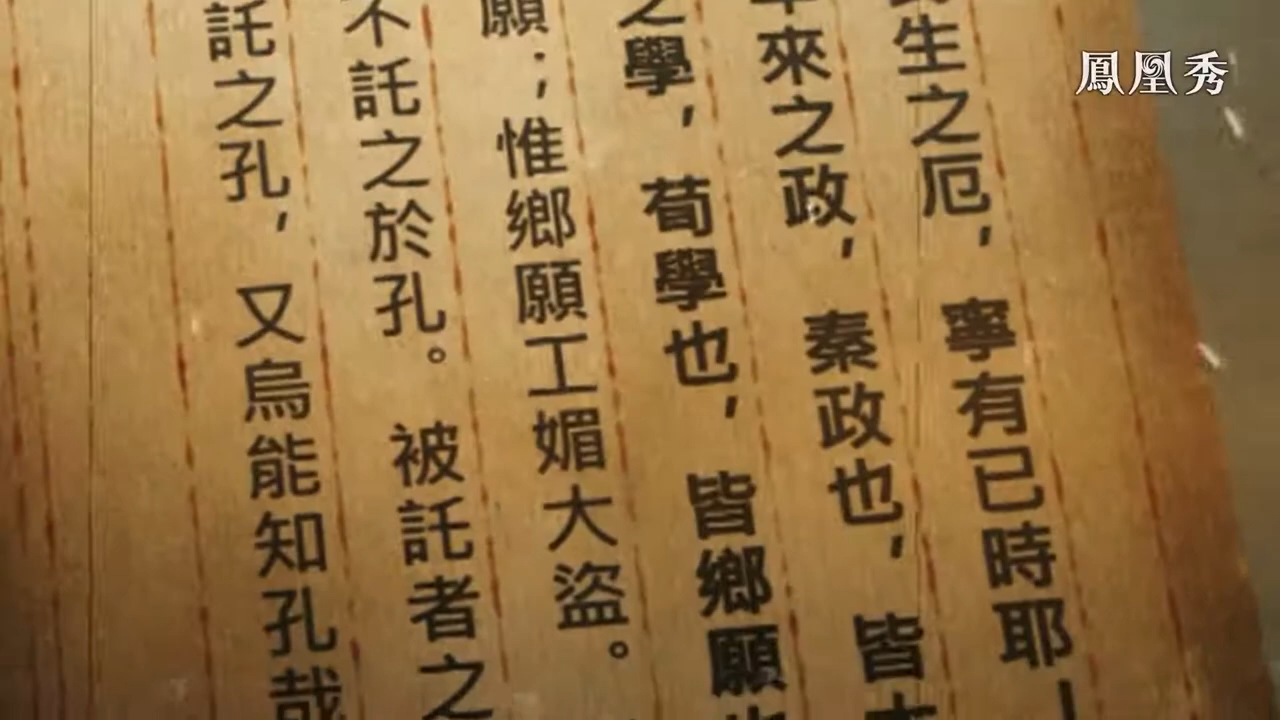 生之厄，寧有已時耶！
來之政，秦政也，皆
之學，荀學也，皆鄉愿
願；惟鄉願工媚大盜。
不託之於孔。被託者之
託之孔，又烏能知孔哉
鳳凰秀